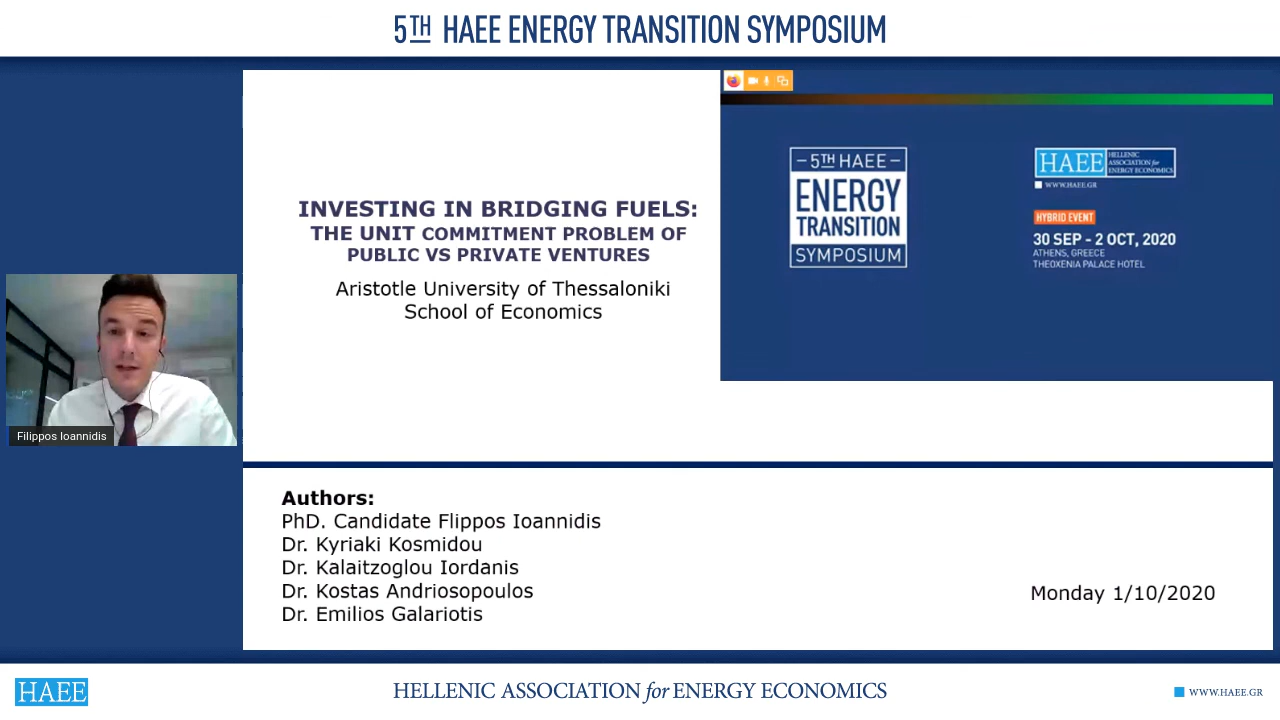 5TH HAEE ENERGY TRANSITION SYMPOSIUM
INVESTING IN BRIDGING FUELS:
THE UNIT COMMITMENT PROBLEM OF
PUBLIC VS PRIVATE VENTURES
Aristotle University of Thessaloniki
School of Economics
5TH HAEE
ENERGY
TRANSITION
SYMPOSIUM
HAEE
HELLENIC
ASSOCIATION for
ENERGY ECONOMICS
WWW.HAEE.GR
HYBRID EVENT
30 SEP - 2 OCT, 2020
ATHENS, GREECE
THEOXENIA PALACE HOTEL
Filippos Ioannidis
Authors:
PhD. Candidate Flippos Ioannidis
Dr. Kyriaki Kosmidou
Dr. Kalaitzoglou Iordanis
Dr. Kostas Andriosopoulos
Dr. Emilios Galariotis
Monday 1/10/2020
HAEE
HELLENIC ASSOCIATION for ENERGY ECONOMICS
WWW.HAEE.GR